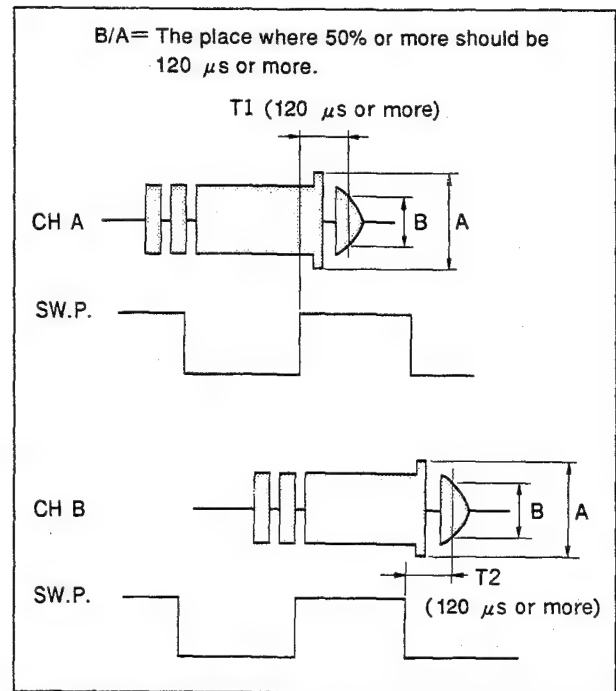 B/A= The place where 50% or more should be
120 μs or more.
T1 (120 μs or more)
CH A
B
A
SW.P.
CH B
B
A
T2
SW.P.
(120 μs or more)